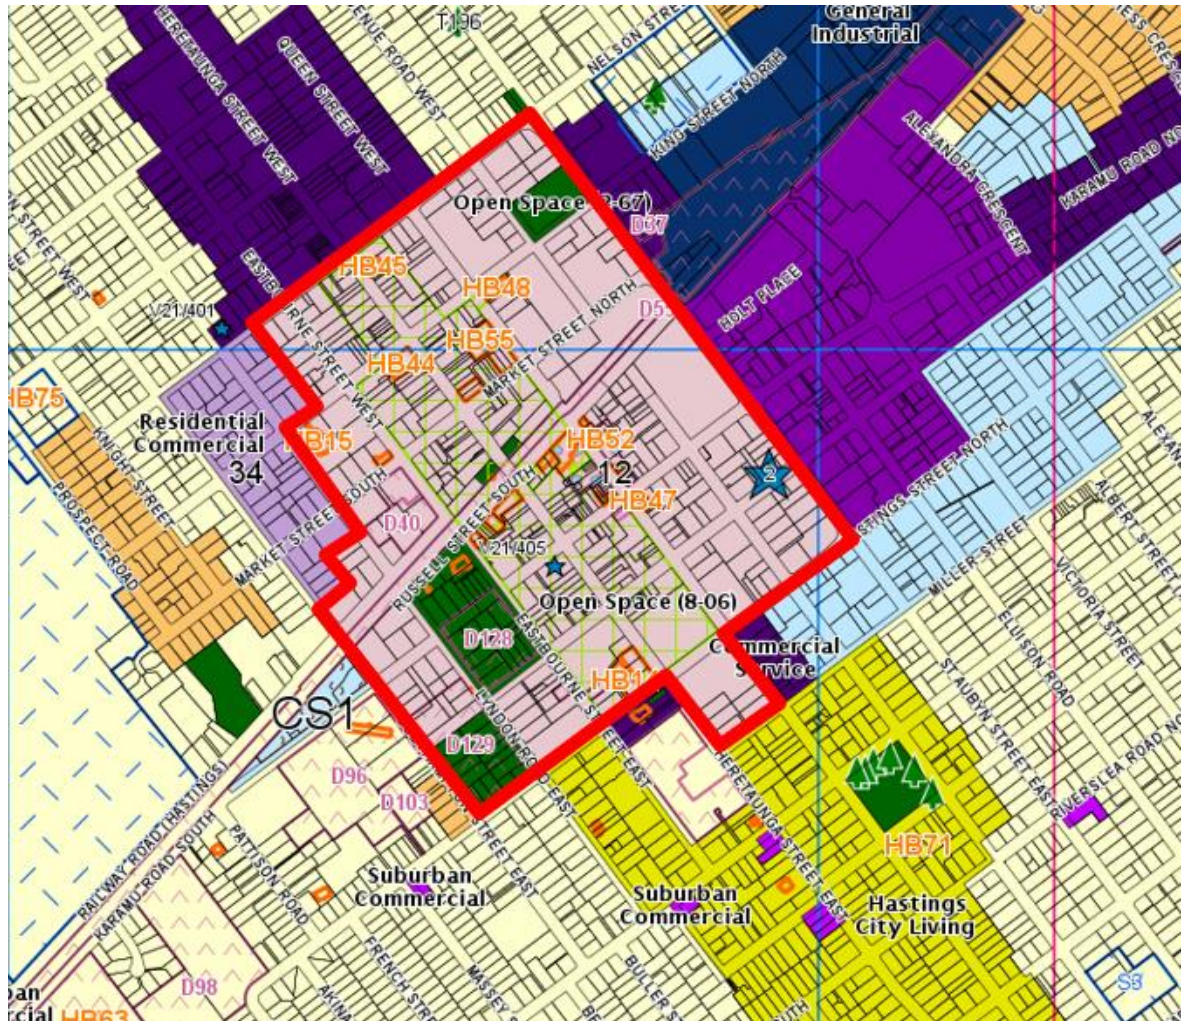 T196
HERETAUNGA STREET WEST
QUEEN STREET WEST
AVENUE ROAD WEST
NELSON STREET
General
Industrial
KING STREET NORTH
ALEXANDRA CRESCENT
KARAMU ROAD NO
Open Space (
-67)
D37
HB45
EASTBOURNE STREET WEST
HB48
V21/401
HOLT PLACE
HB55
MARKET STREET NORTH
HB44
HB75
Residential
Commercial
34
HB15
KNIGHT STREET
PROSPECT ROAD
MARKET STREET SOUTH
HB52
12
2
HB47
D40
STINGS STREET NORTH
ALBERT STREET
RUSSELL STREET SOUTH
V21/405
MILLER STREET
VICTORIA STREET
Open Space (8-06)
D128
EASTBOURNE STREET EAST
Commercial
Service
ELUISON ROAD
ST AUBYN STREET EAST
HB1
CS1
LYNDON ROAD EAST
D129
HERETAUNGA STREET EAST
RIVERSLEA ROAD NO
D96
D103
RAILWAY ROAD (HASTINGS)
KARAMU ROAD SOUTH
PATTISON ROAD
HB71
Suburban
Commercial
Suburban
Commercial
Hastings
City Living
FRENCH STREET
MASSEY S
BULLER S
D98
S3
HB63